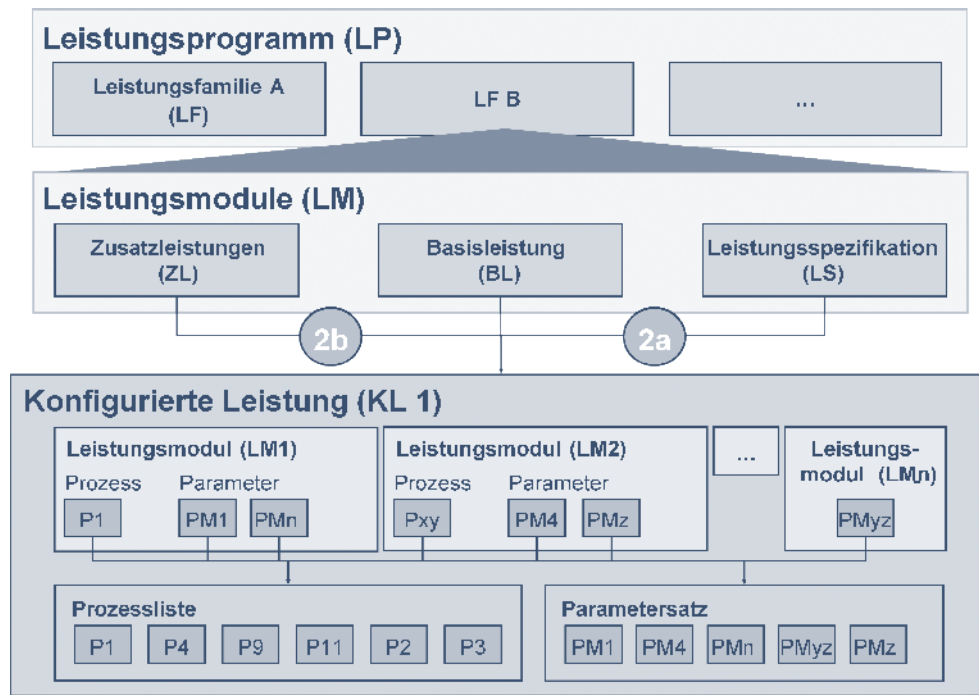 Leistungsprogramm (LP)
Leistungsfamilie A
(LF)
LF B
...
Leistungsmodule (LM)
Zusatzleistungen
(ZL)
Basisleistung
(BL)
Leistungsspezifikation
(LS)
2b
2a
Konfigurierte Leistung (KL 1)
Leistungsmodul (LM1)
Prozess Parameter
P1 PM1 PMn
Leistungsmodul (LM2)
Prozess Parameter
Pxy PM4 PMz
...
Leistungs-
modul (LMn)
PMyz
Prozessliste
P1 P4 P9 P11 P2 P3
Parametersatz
PM1 PM4 PMn PMyz PMz